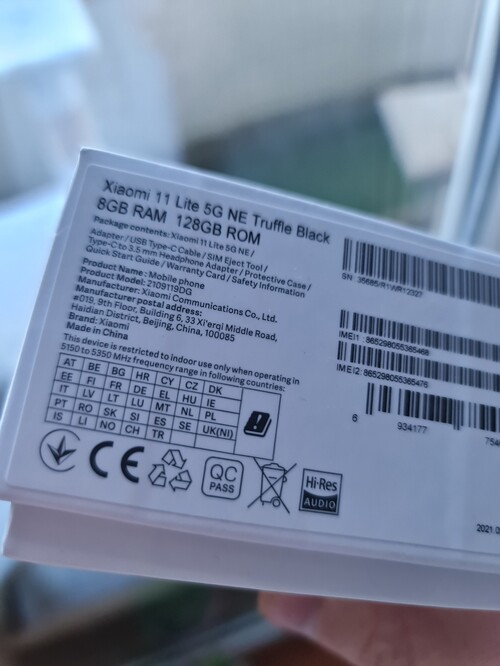 Xiaomi 11 Lite 5G NE Truffle Black
8GB RAM 128GB ROM
Package contents: Xiaomi 11 Lite 5G NE /
Adapter / USB Type-C Cable / SIM Eject Tool /
Type-C to 3.5 mm Headphone Adapter / Protective Case /
Quick Start Guide / Warranty Card / Safety Information
Product Name: Mobile phone
Product Model: 2109119DG
Manufacturer: Xiaomi Communications Co., Ltd.
Manufacturer postal address:
#019, 9th Floor, Building 6, 33 Xi'erqi Middle Road,
Haidian District, Beijing, China, 100085
Brand: Xiaomi
Made in China
This device is restricted to indoor use only when operating in
5150 to 5350 MHz frequency range in following countries:
AT BE BG HR CY CZ DK
EE FI FR DE EL HU IE
IT LV LT LU MT NL PL
PT RO SK SI ES SE UK(NI)
IS LI NO CH TR
CE
QC
PASS
Hi-Res
AUDIO
SN: 35685/R1WR12327
IMEI1: 865298055365468
IMEI2: 865298055365476
6 934177